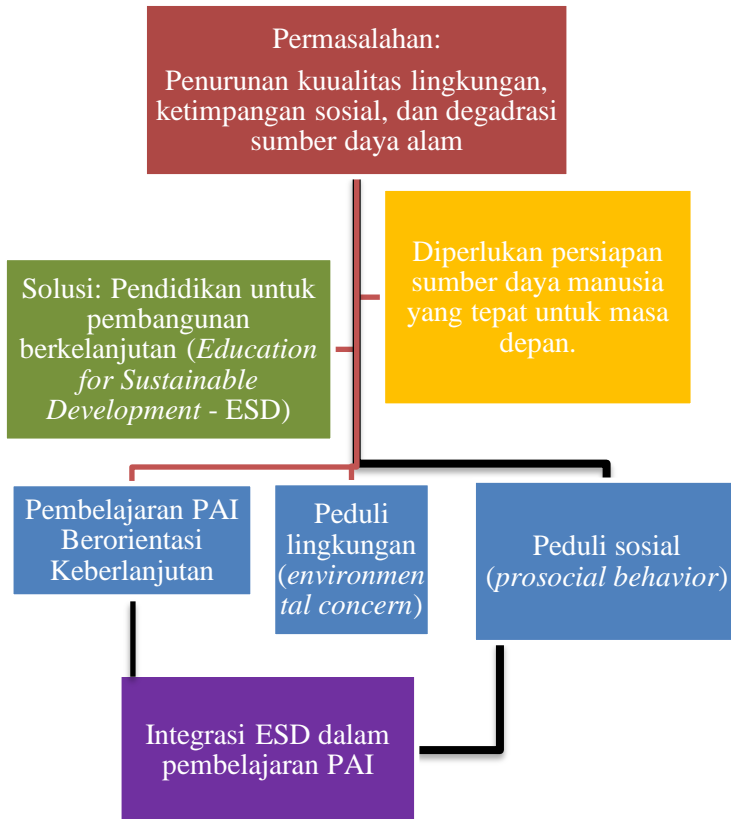 Permasalahan:
Penurunan kuualitas lingkungan,
ketimpangan sosial, dan degadrasi
sumber daya alam
Diperlukan persiapan
sumber daya manusia
yang tepat untuk masa
depan.
Solusi: Pendidikan untuk
pembangunan
berkelanjutan (Education
for Sustainable
Development - ESD)
Pembelajaran PAI
Berorientasi
Keberlanjutan
Peduli
lingkungan
(environmen
tal concern)
Peduli sosial
(prosocial behavior)
Integrasi ESD dalam
pembelajaran PAI